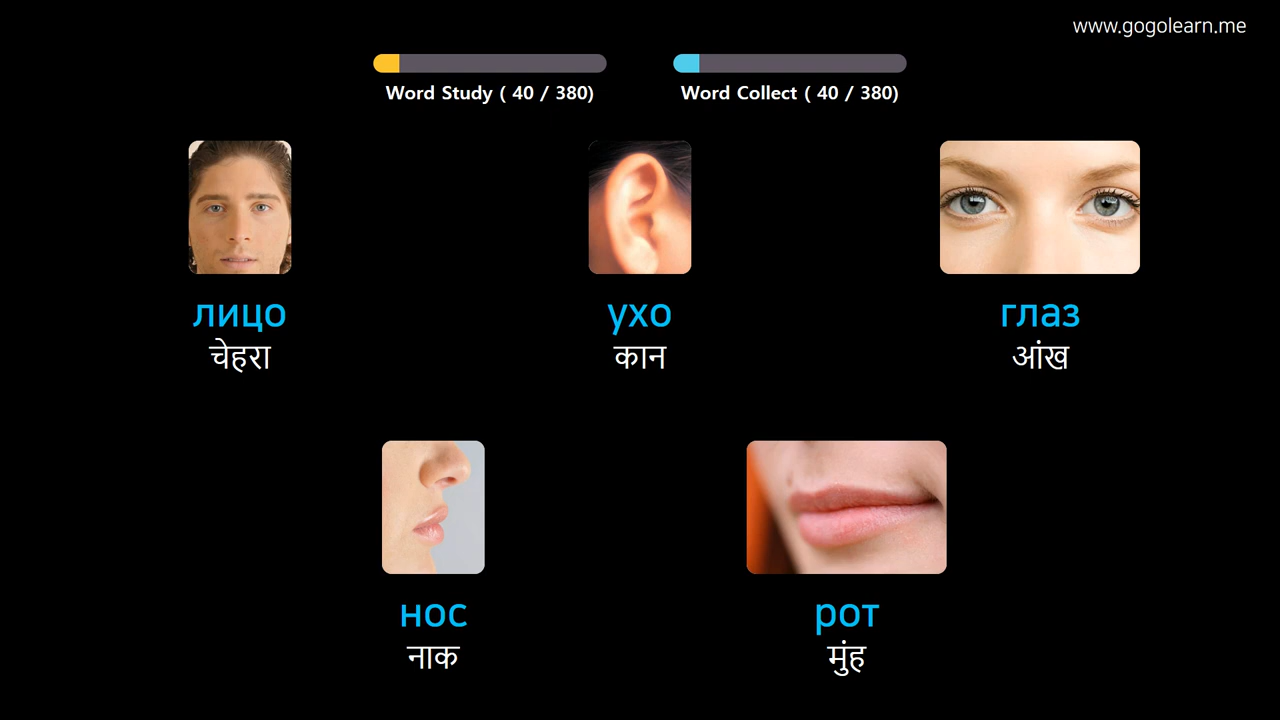 www.gogolearn.me
Word Study ( 40 / 380)
Word Collect ( 40 / 380)
лицо
चेहरा
ухо
कान
глаз
आंख
нос
नाक
рот
मुंह